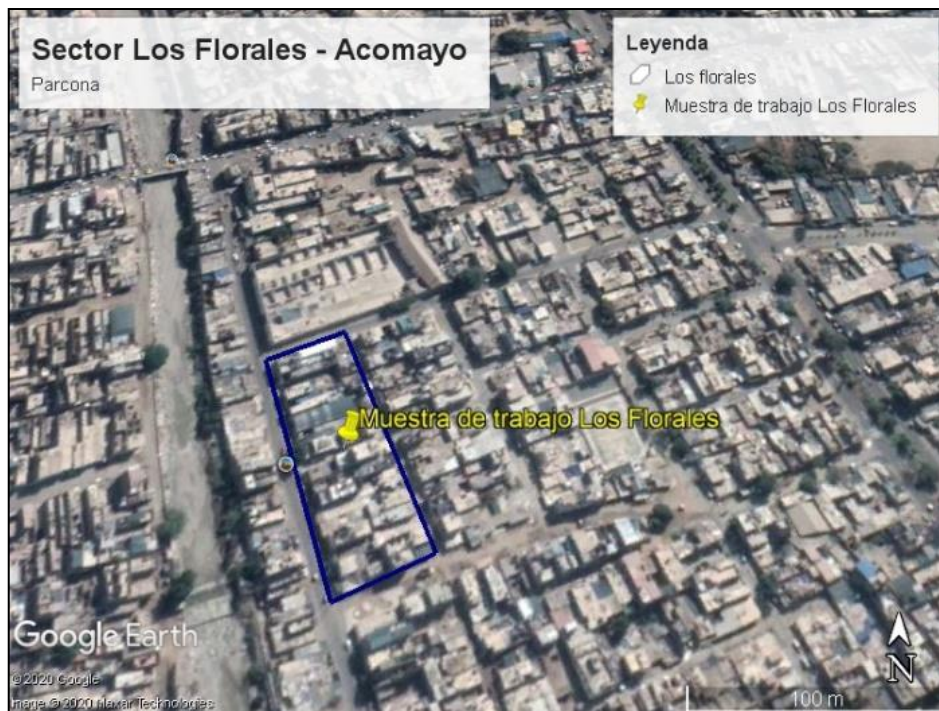 Sector Los Florales - Acomayo
Parcona
Leyenda
Los florales
Muestra de trabajo Los Florales
Muestra de trabajo Los Florales
Google Earth
© 2020 Google
Image © 2020 Maxar Technologies
N
100 m